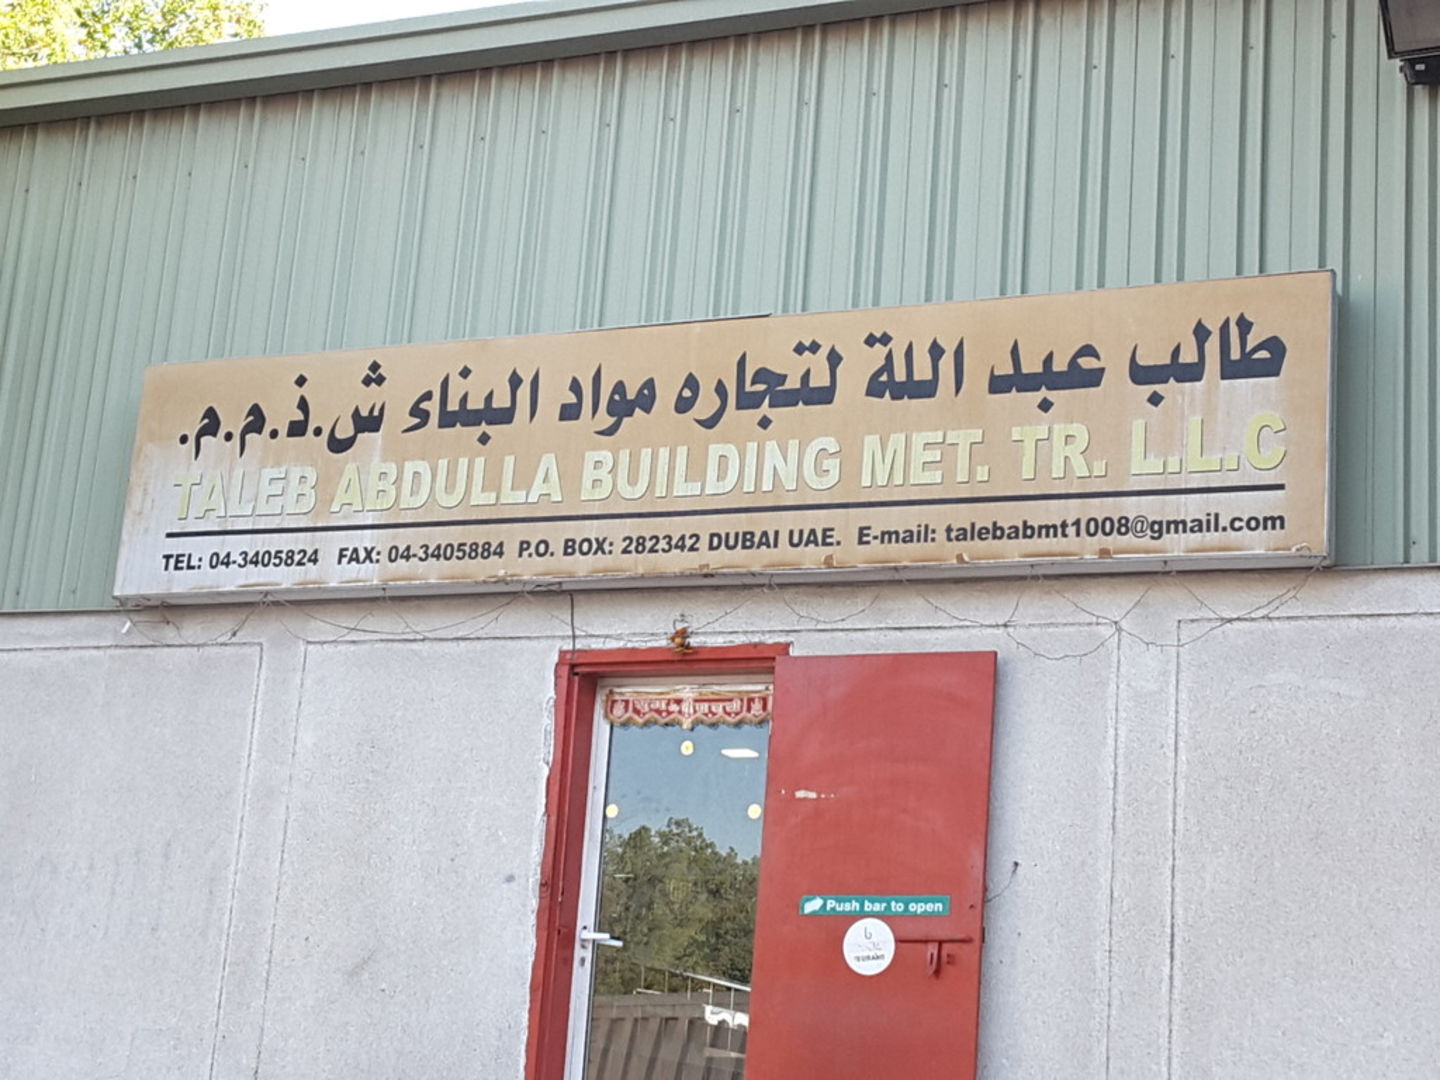 طالب عبد اللة لتجاره مواد البناء ش.ذ.م.م.
TALEB ABDULLA BUILDING MET. TR. L.L.C
TEL: 04-3405824 FAX: 04-3405884 P.O. BOX: 282342 DUBAI UAE. E-mail: talebabmt1008@gmail.com
Push bar to open